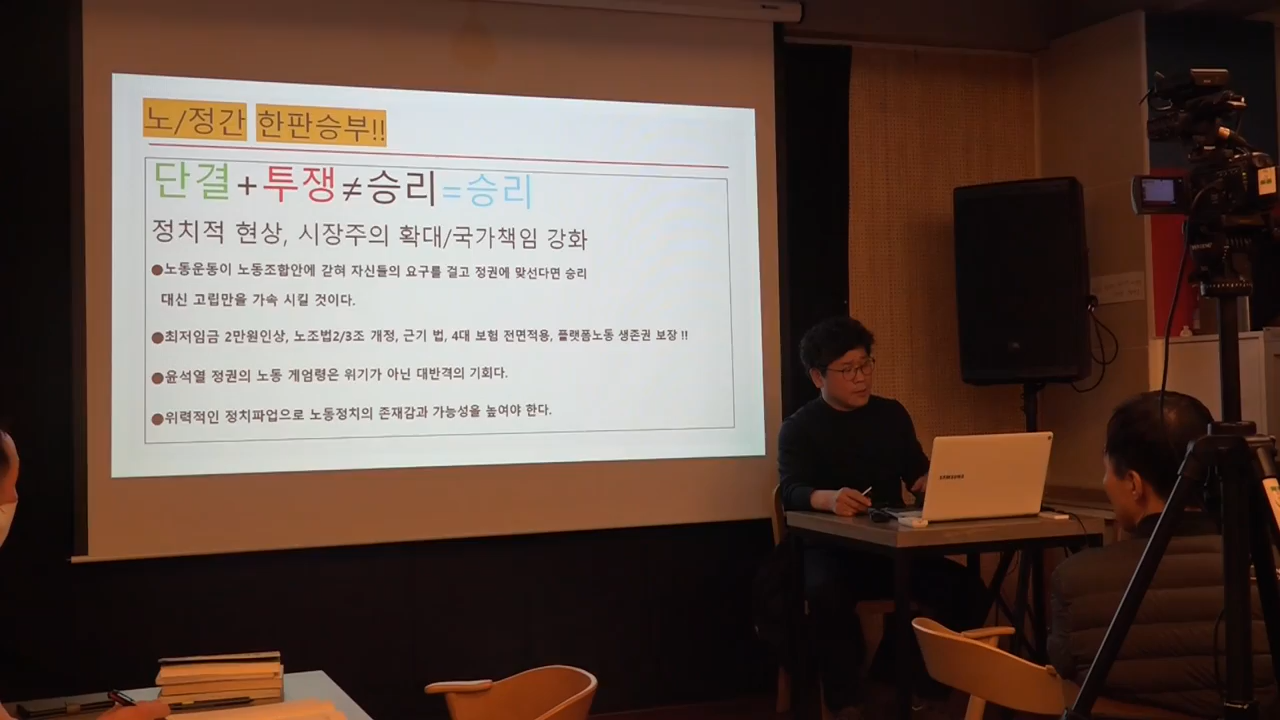 노/정간 한판승부!!
단결+투쟁≠승리=승리
정치적 현상, 시장주의 확대/국가책임 강화
●노동운동이 노동조합안에 갇혀 자신들의 요구를 걸고 정권에 맞선다면 승리
대신 고립만을 가속 시킬 것이다.
●최저임금 2만원인상, 노조법2/3조 개정, 근기 법, 4대 보험 전면적용, 플랫폼노동 생존권 보장 !!
●윤석열 정권의 노동 게엄령은 위기가 아닌 대반격의 기회다.
●위력적인 정치파업으로 노동정치의 존재감과 가능성을 높여야 한다.
SAMSUNG